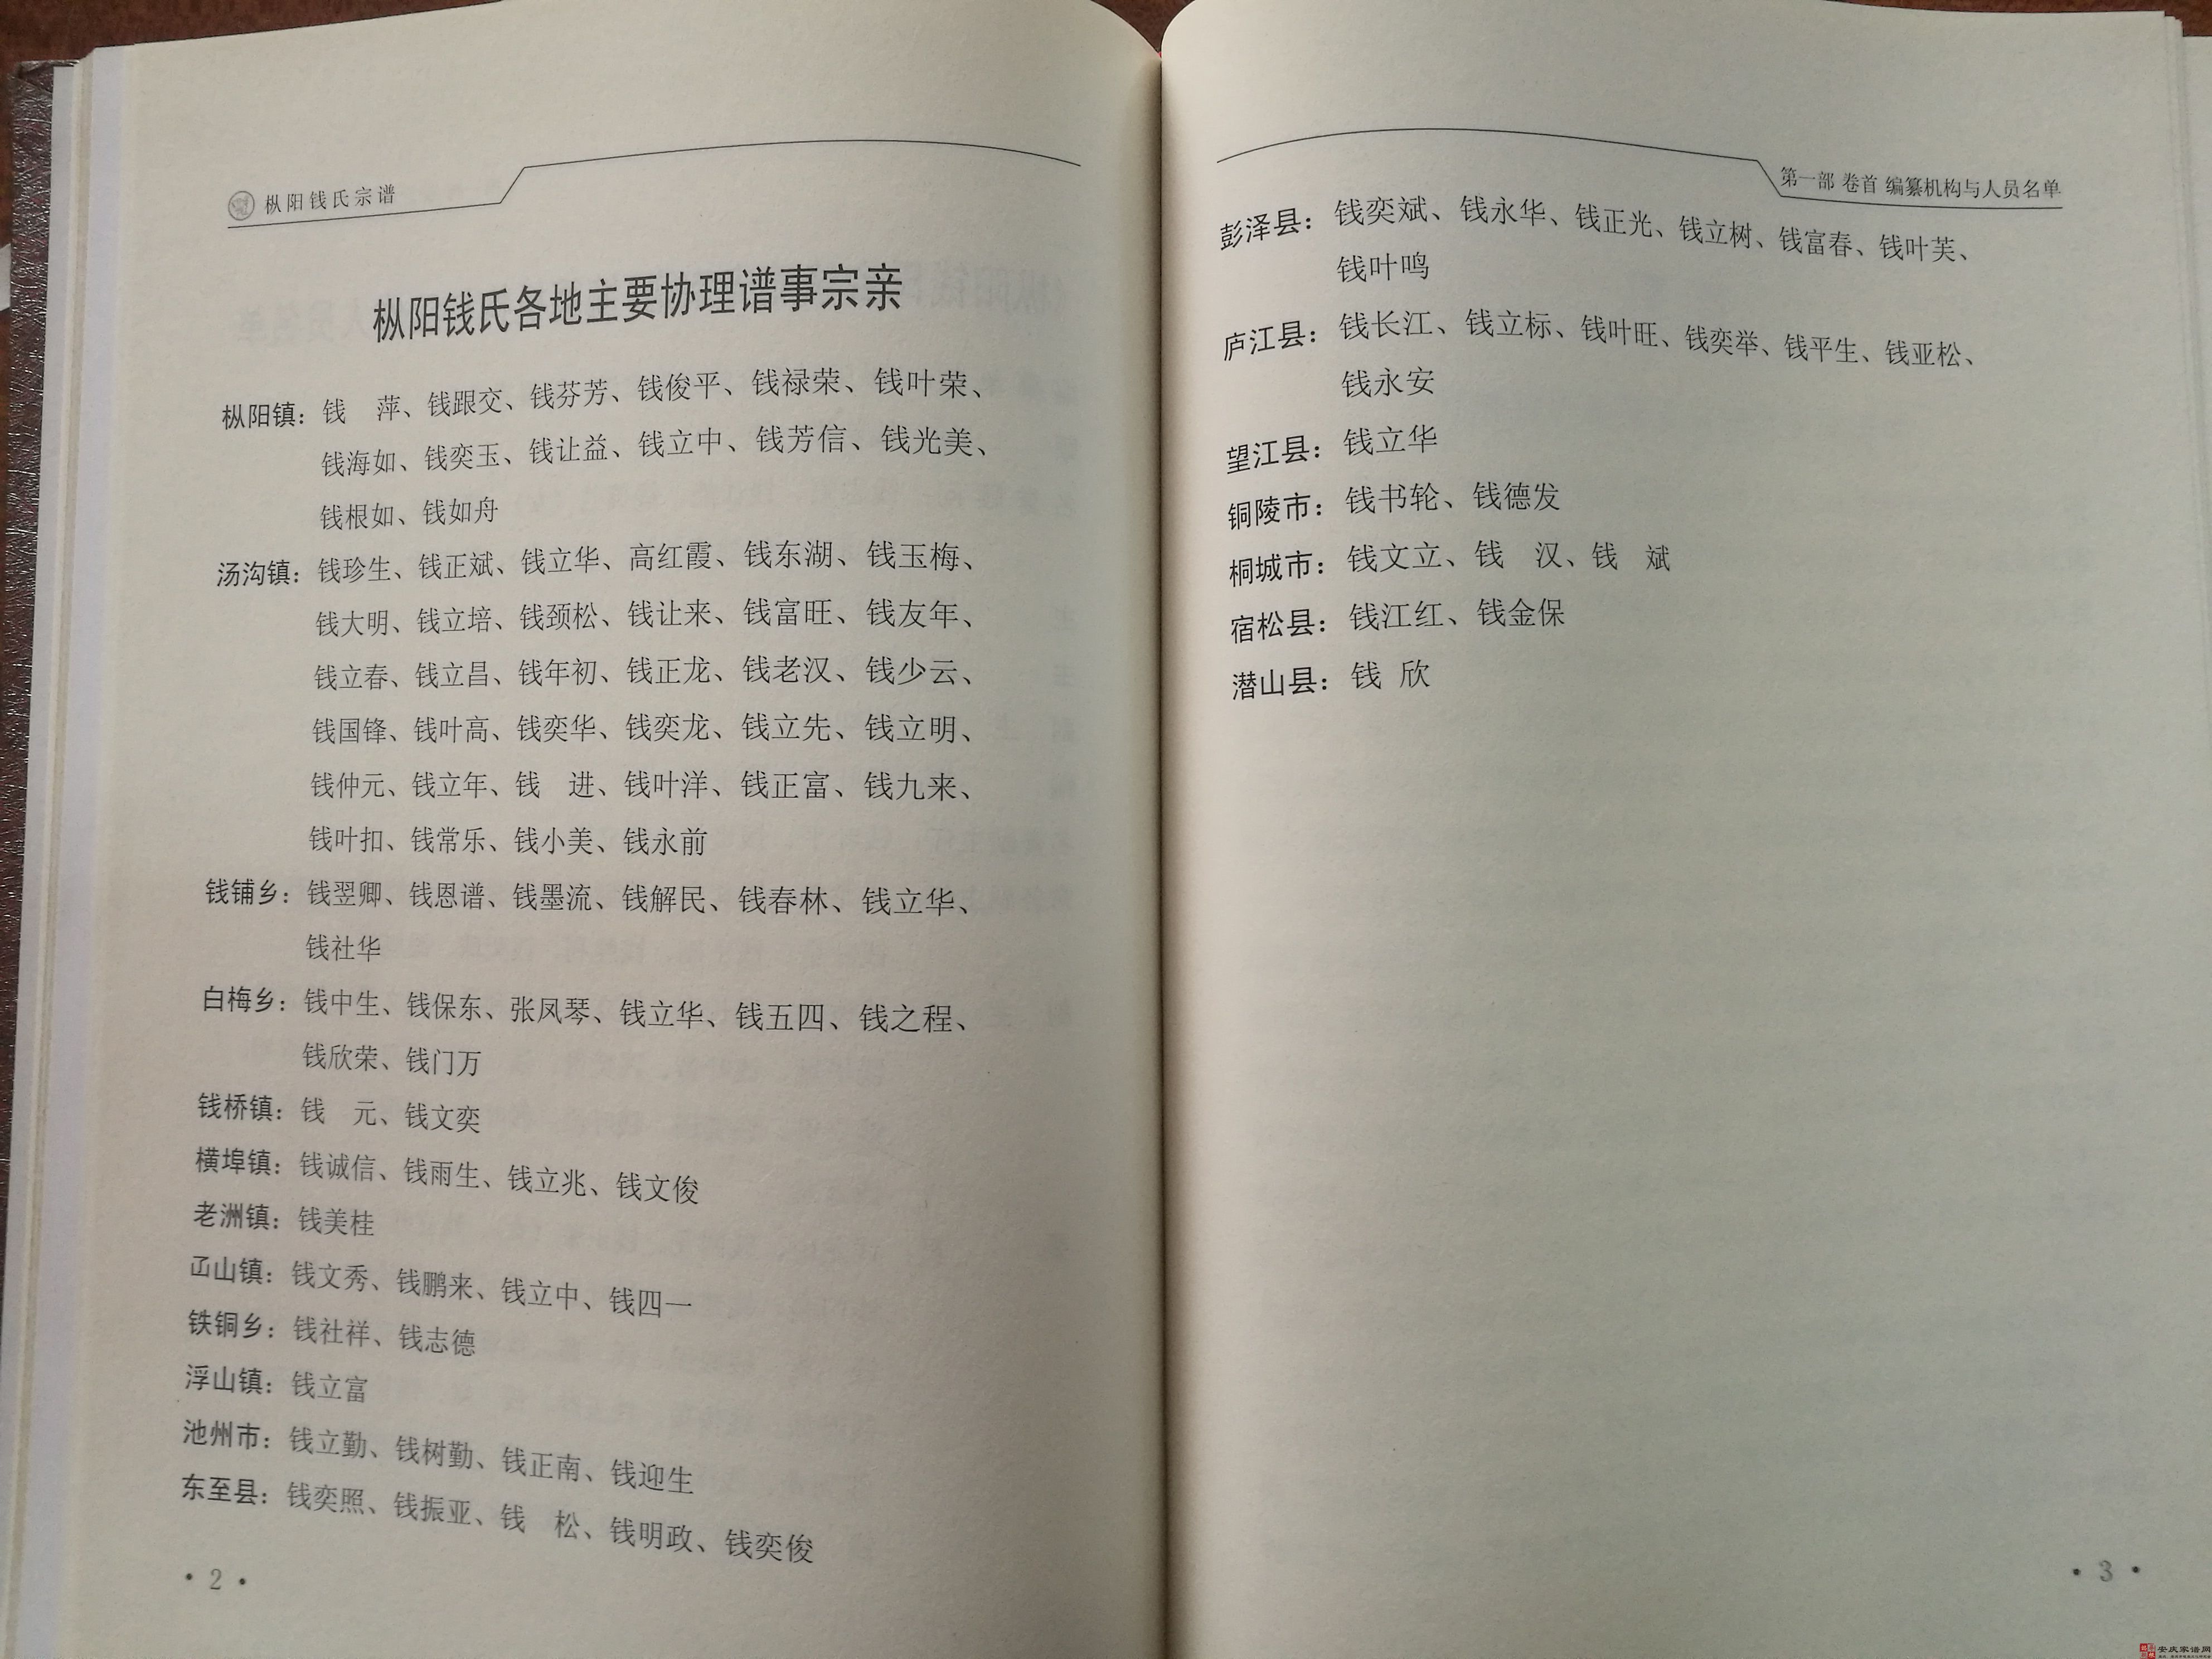 枞阳钱氏宗谱
枞阳钱氏各地主要协理谱事宗亲
枞阳镇：钱　萍、钱跟交、钱芬芳、钱俊平、钱禄荣、钱叶荣、
钱海如、钱奕玉、钱让益、钱立中、钱芳信、钱光美、
钱根如、钱如舟
汤沟镇：钱珍生、钱正斌、钱立华、高红霞、钱东湖、钱玉梅、
钱大明、钱立培、钱颈松、钱让来、钱富旺、钱友年、
钱立春、钱立昌、钱年初、钱正龙、钱老汉、钱少云、
钱国锋、钱叶高、钱奕华、钱奕龙、钱立先、钱立明、
钱仲元、钱立年、钱　进、钱叶洋、钱正富、钱九来、
钱叶扣、钱常乐、钱小美、钱永前
钱铺乡：钱翌卿、钱恩谱、钱墨流、钱解民、钱春林、钱立华、
钱社华
白梅乡：钱中生、钱保东、张凤琴、钱立华、钱五四、钱之程、
钱欣荣、钱门万
钱桥镇：钱　元、钱文奕
横埠镇：钱诚信、钱雨生、钱立兆、钱文俊
老洲镇：钱美桂
山镇：钱文秀、钱鹏来、钱立中、钱四一
铁铜乡：钱社祥、钱志德
浮山镇：钱立富
池州市：钱立勤、钱树勤、钱正南、钱迎生
东至县：钱奕照、钱振亚、钱　松、钱明政、钱奕俊
• 2 •
第一部 卷首 编纂机构与人员名单
彭泽县：钱奕斌、钱永华、钱正光、钱立树、钱富春、钱叶芙、
钱叶鸣
庐江县：钱长江、钱立标、钱叶旺、钱奕举、钱平生、钱亚松、
钱永安
望江县：钱立华
铜陵市：钱书轮、钱德发
桐城市：钱文立、钱　汉、钱　斌
宿松县：钱江红、钱金保
潜山县：钱 欣
• 3 •
安庆家谱网